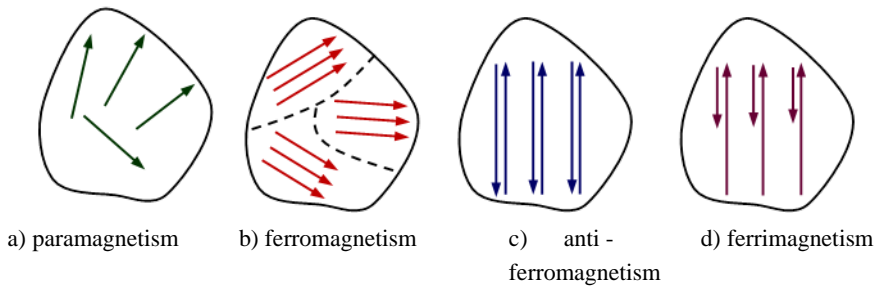 a) paramagnetism
b) ferromagnetism
c) anti -
ferromagnetism
d) ferrimagnetism